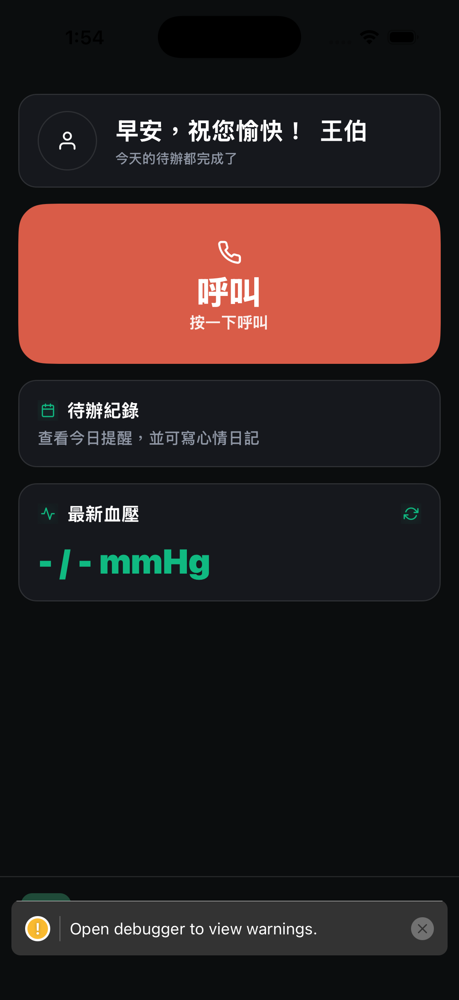 1:54
早安，祝您愉快！ 王伯
今天的待辦都完成了
呼叫
按一下呼叫
待辦紀錄
查看今日提醒，並可寫心情日記
最新血壓
- / - mmHg
Open debugger to view warnings.